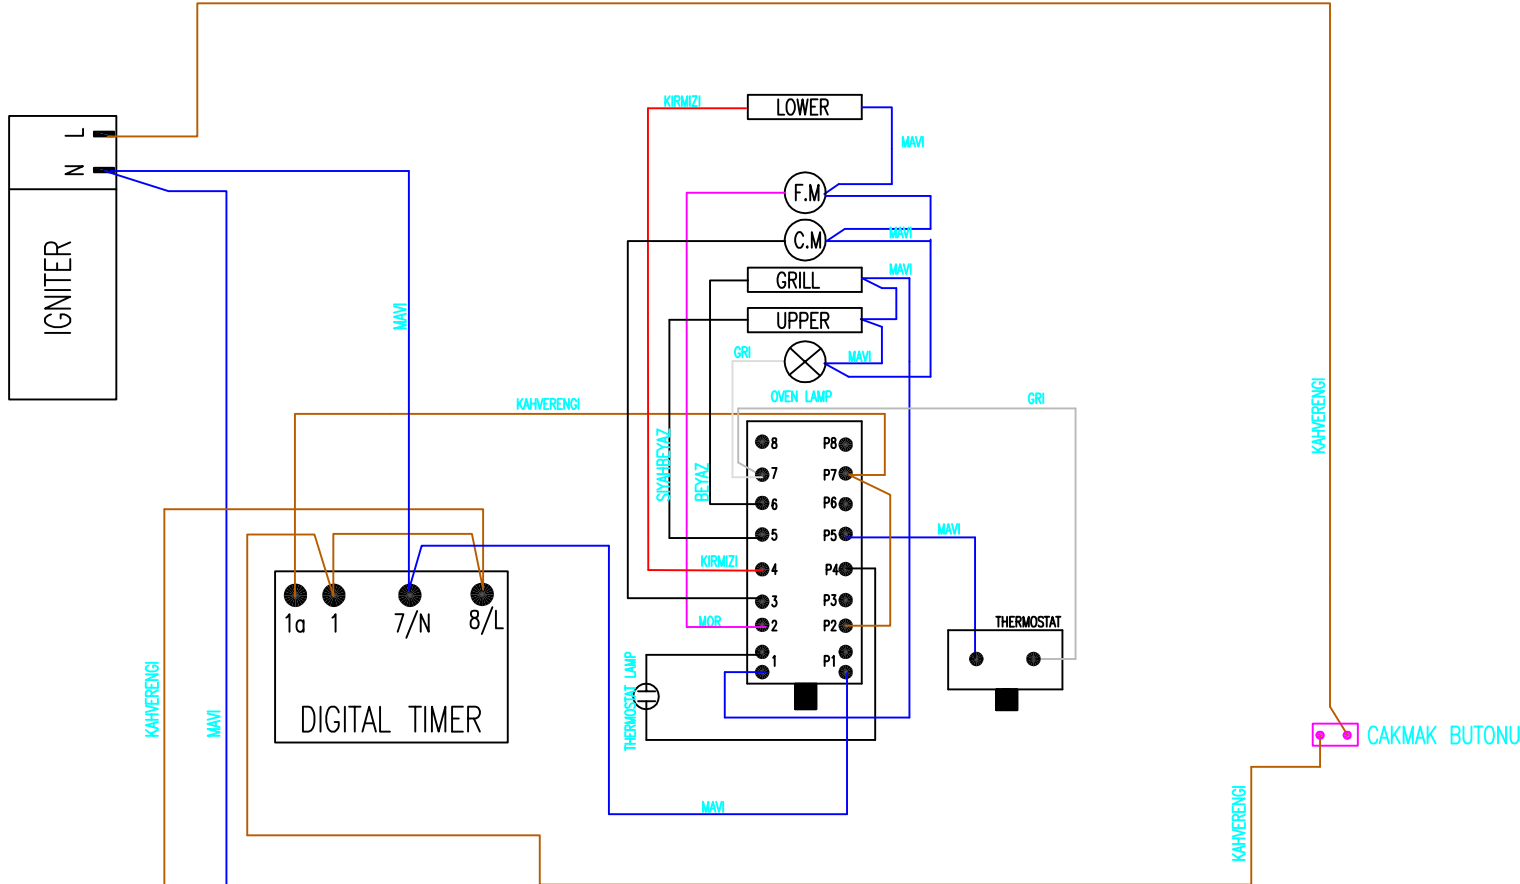 KIRMIZI
LOWER
MAVI
L
N
IGNITER
F.M
C.M
MAVI
MAVI
GRILL
MAVI
UPPER
GRI
MAVI
OVEN LAMP
KAHVERENGI
GRI
KAHVERENGI
SIYAHBEYAZ
BEYAZ
8 P8
7 P7
6 P6
5 P5
MAVI
KIRMIZI
4 P4
3 P3
MOR
2 P2
1 P1
1a 1 7/N 8/L
THERMOSTAT
THERMOSTAT LAMP
KAHVERENGI
MAVI
DIGITAL TIMER
CAKMAK BUTONU
MAVI
KAHVERENGI